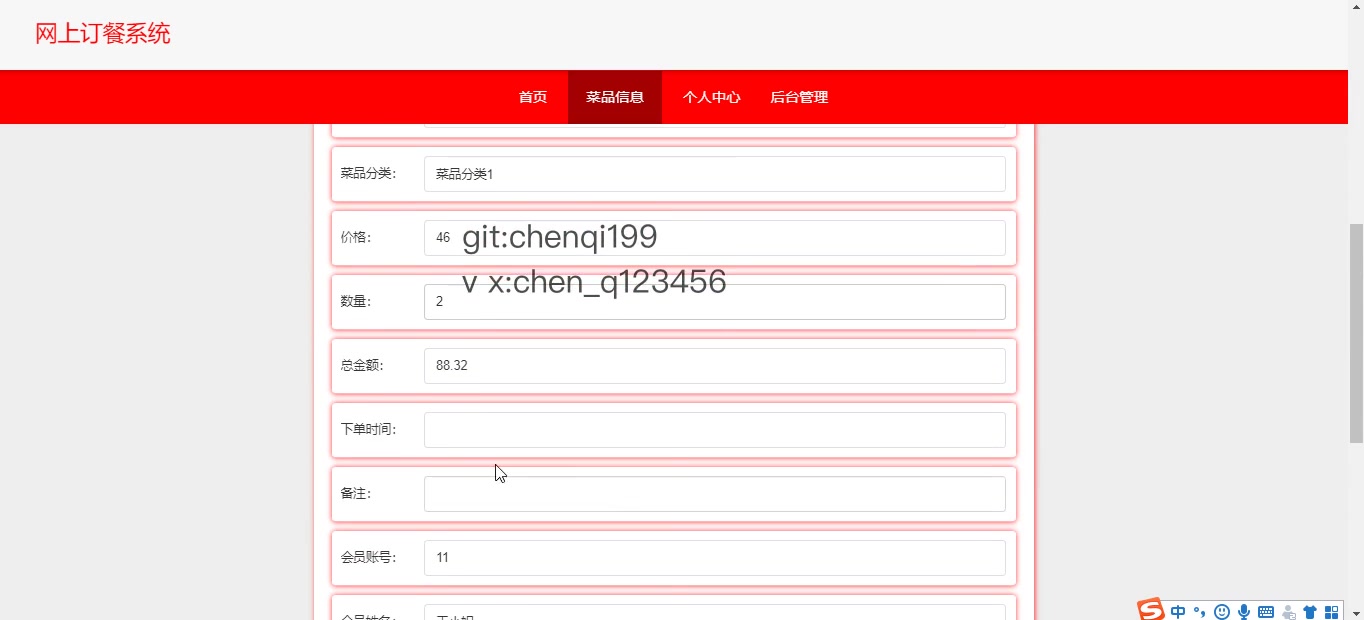 网上订餐系统
首页 菜品信息 个人中心 后台管理
菜品分类： 菜品分类1
价格： 46
git:chenqi199
v x:chen_q123456
数量： 2
总金额： 88.32
下单时间：
备注：
会员账号： 11
中